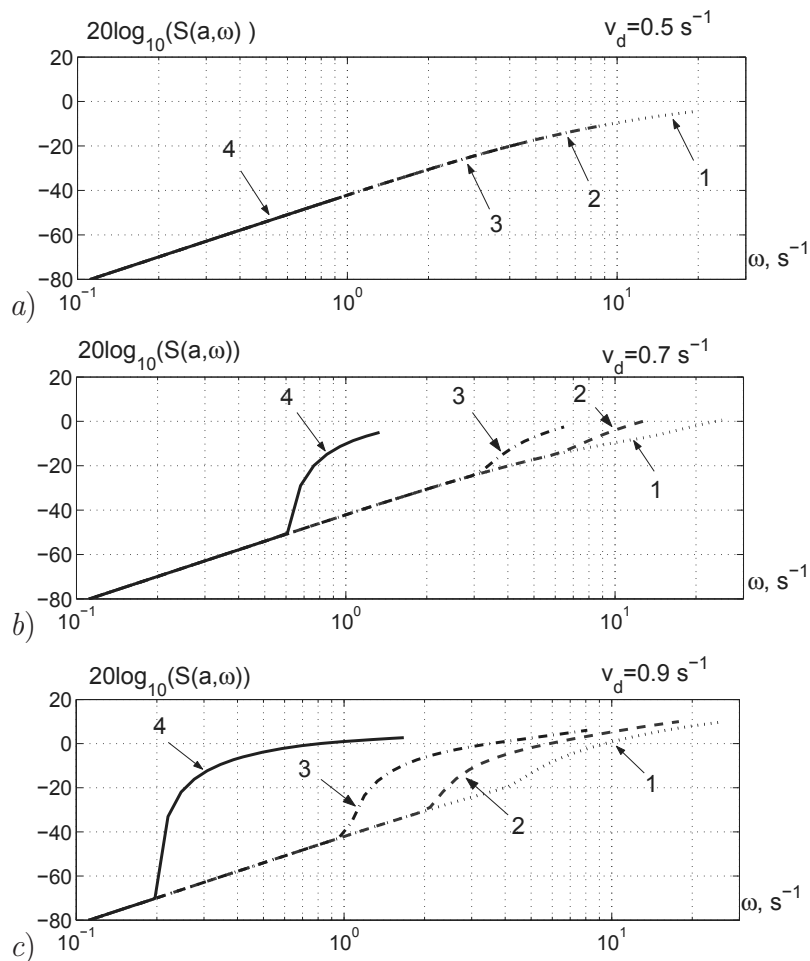 20log₁₀(S(a,ω) ) v_d=0.5 s⁻¹
20
0
−20
−40
−60
−80
4
3
2
1
10⁻¹ 10⁰ 10¹
ω, s⁻¹
a)
20log₁₀(S(a,ω)) v_d=0.7 s⁻¹
20
0
−20
−40
−60
−80
4
3
2
1
10⁻¹ 10⁰ 10¹
ω, s⁻¹
b)
20log₁₀(S(a,ω)) v_d=0.9 s⁻¹
20
0
−20
−40
−60
−80
4
3
2
1
10⁻¹ 10⁰ 10¹
ω, s⁻¹
c)